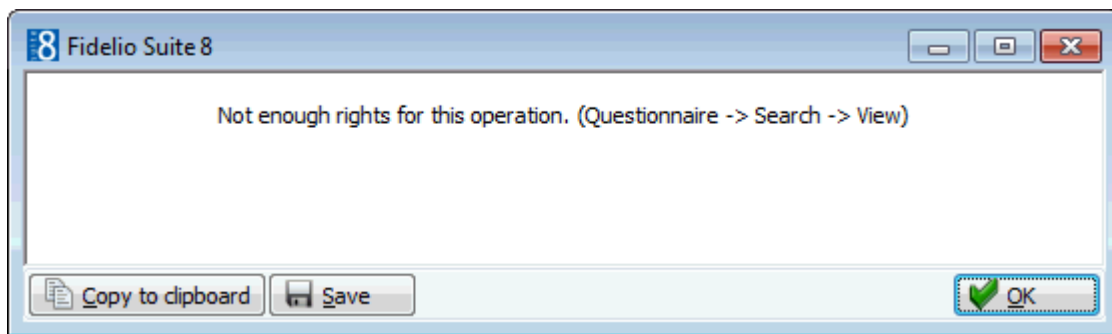 8 Fidelio Suite 8
Not enough rights for this operation. (Questionnaire -> Search -> View)
Copy to clipboard Save OK